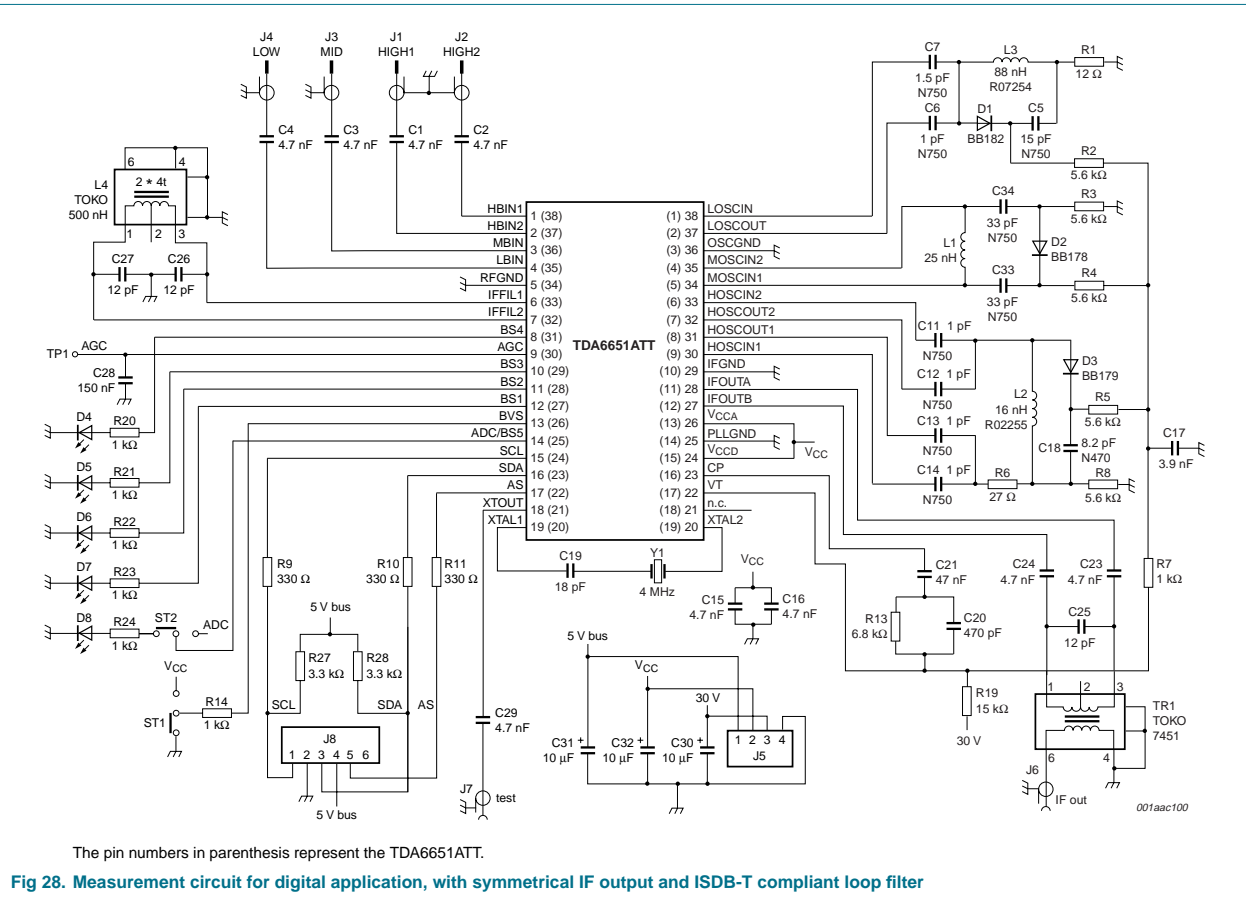 J4
LOW
J3
MID
J1
HIGH1
J2
HIGH2
C4
4.7 nF
C3
4.7 nF
C1
4.7 nF
C2
4.7 nF
6
4
L4
TOKO
500 nH
2 * 4t
1
2
3
C27
12 pF
C26
12 pF
C7
1.5 pF
N750
L3
88 nH
R07254
R1
12 Ω
C6
1 pF
N750
D1
BB182
C5
15 pF
N750
R2
5.6 kΩ
C34
33 pF
N750
R3
5.6 kΩ
L1
25 nH
D2
BB178
C33
33 pF
N750
R4
5.6 kΩ
C11 1 pF
N750
C12 1 pF
N750
C13 1 pF
N750
C14 1 pF
N750
D3
BB179
L2
16 nH
R02255
R5
5.6 kΩ
C18
8.2 pF
N470
R6
27 Ω
R8
5.6 kΩ
C17
3.9 nF
HBIN1
1 (38)
HBIN2
2 (37)
MBIN
3 (36)
LBIN
4 (35)
RFGND
5 (34)
IFFIL1
6 (33)
IFFIL2
7 (32)
BS4
8 (31)
AGC
9 (30)
BS3
10 (29)
BS2
11 (28)
BS1
12 (27)
BVS
13 (26)
ADC/BS5
14 (25)
SCL
15 (24)
SDA
16 (23)
AS
17 (22)
XTOUT
18 (21)
XTAL1
19 (20)
TDA6651ATT
(1) 38
LOSCIN
(2) 37
LOSCOUT
(3) 36
OSCGND
(4) 35
MOSCIN2
(5) 34
MOSCIN1
(6) 33
HOSCIN2
(7) 32
HOSCOUT2
(8) 31
HOSCOUT1
(9) 30
HOSCIN1
(10) 29
IFGND
(11) 28
IFOUTA
(12) 27
IFOUTB
(13) 26
VCCA
(14) 25
PLLGND
(15) 24
VCCD
VCC
(16) 23
CP
(17) 22
VT
(18) 21
n.c.
(19) 20
XTAL2
TP1
AGC
C28
150 nF
D4
R20
1 kΩ
D5
R21
1 kΩ
D6
R22
1 kΩ
D7
R23
1 kΩ
D8
R24
1 kΩ
ST2
ADC
VCC
ST1
R14
1 kΩ
R9
330 Ω
R10
330 Ω
R11
330 Ω
5 V bus
R27
3.3 kΩ
R28
3.3 kΩ
SCL
SDA
AS
J8
1 2 3 4 5 6
5 V bus
C29
4.7 nF
J7
test
C19
18 pF
Y1
4 MHz
VCC
C15
4.7 nF
C16
4.7 nF
5 V bus
VCC
30 V
C31
10 μF
+
C32
10 μF
+
C30
10 μF
+
1 2 3 4
J5
C21
47 nF
R13
6.8 kΩ
C20
470 pF
R19
15 kΩ
30 V
C24
4.7 nF
C23
4.7 nF
C25
12 pF
R7
1 kΩ
1
2
3
TR1
TOKO
7451
6
4
J6
IF out
001aac100
The pin numbers in parenthesis represent the TDA6651ATT.
Fig 28. Measurement circuit for digital application, with symmetrical IF output and ISDB-T compliant loop filter